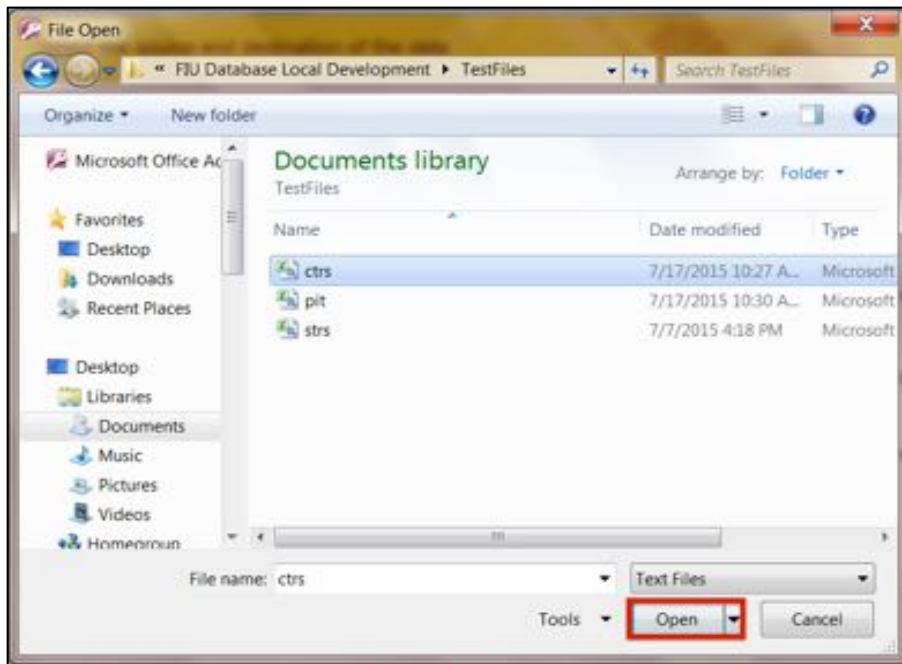 File Open
« FIU Database Local Development ▸ TestFiles
Search TestFiles
Organize New folder
Microsoft Office Ac
Documents library
TestFiles
Arrange by: Folder
Favorites
Desktop
Downloads
Recent Places
Desktop
Libraries
Documents
Music
Pictures
Videos
Homegroup
Name Date modified Type
ctrs 7/17/2015 10:27 A... Microsoft
pit 7/17/2015 10:30 A... Microsoft
strs 7/7/2015 4:18 PM Microsoft
File name: ctrs Text Files
Tools Open Cancel